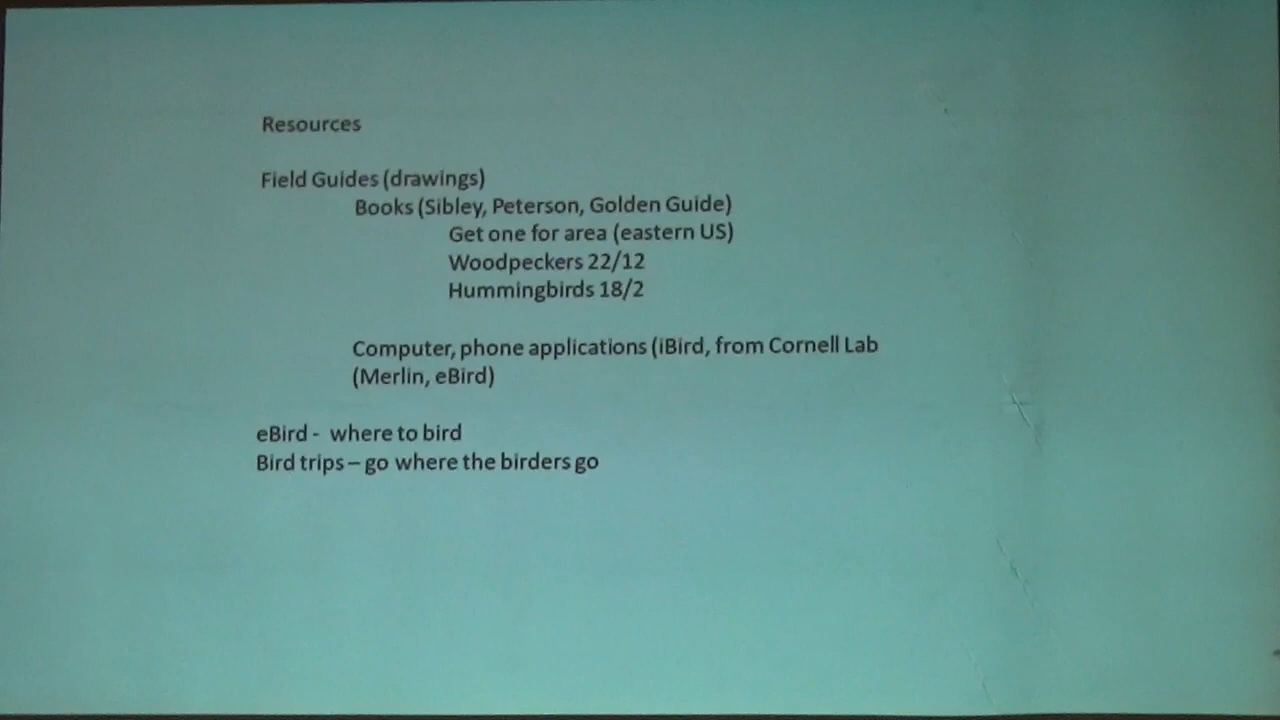 Resources
Field Guides (drawings)
Books (Sibley, Peterson, Golden Guide)
Get one for area (eastern US)
Woodpeckers 22/12
Hummingbirds 18/2
Computer, phone applications (iBird, from Cornell Lab
(Merlin, eBird)
eBird -  where to bird
Bird trips – go where the birders go